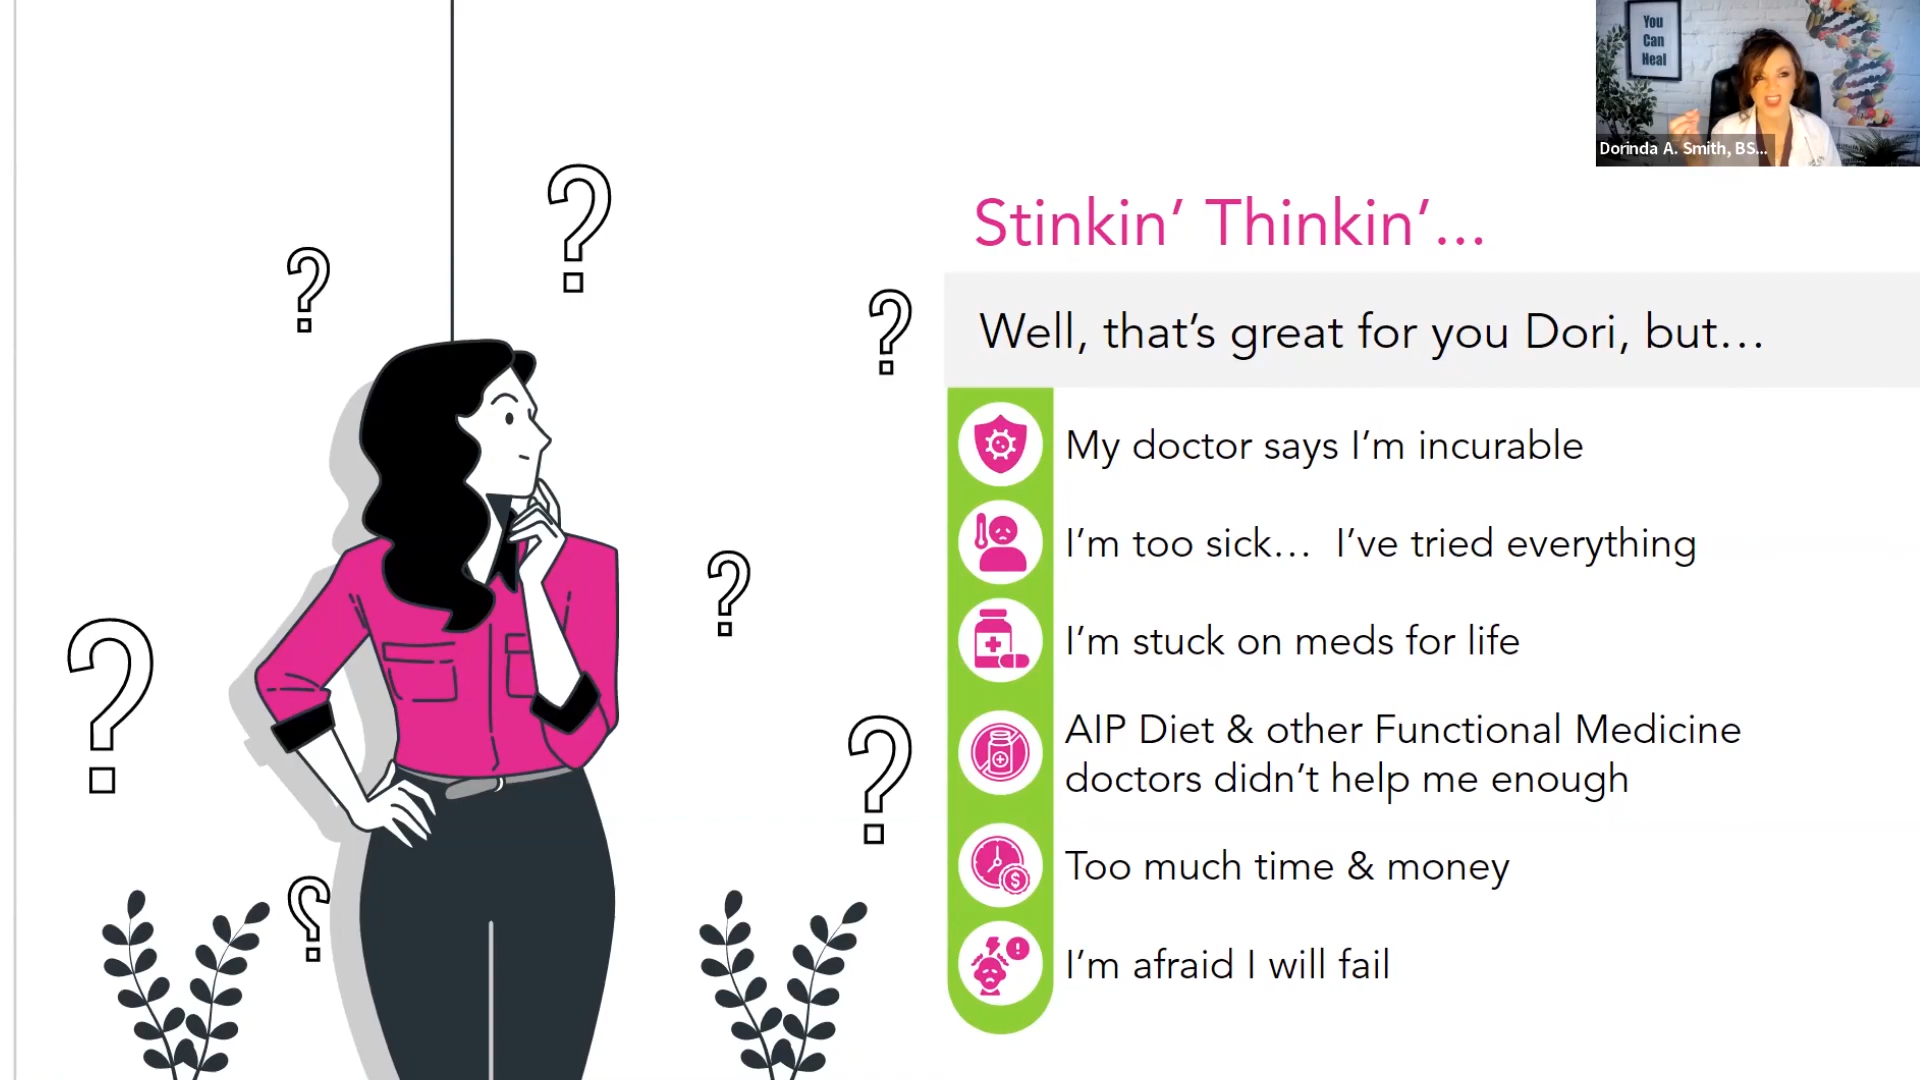 You
Can
Heal
Dorinda A. Smith, BS...
Stinkin’ Thinkin’...
Well, that’s great for you Dori, but...
My doctor says I’m incurable
I’m too sick... I’ve tried everything
I’m stuck on meds for life
AIP Diet & other Functional Medicine
doctors didn’t help me enough
Too much time & money
I’m afraid I will fail